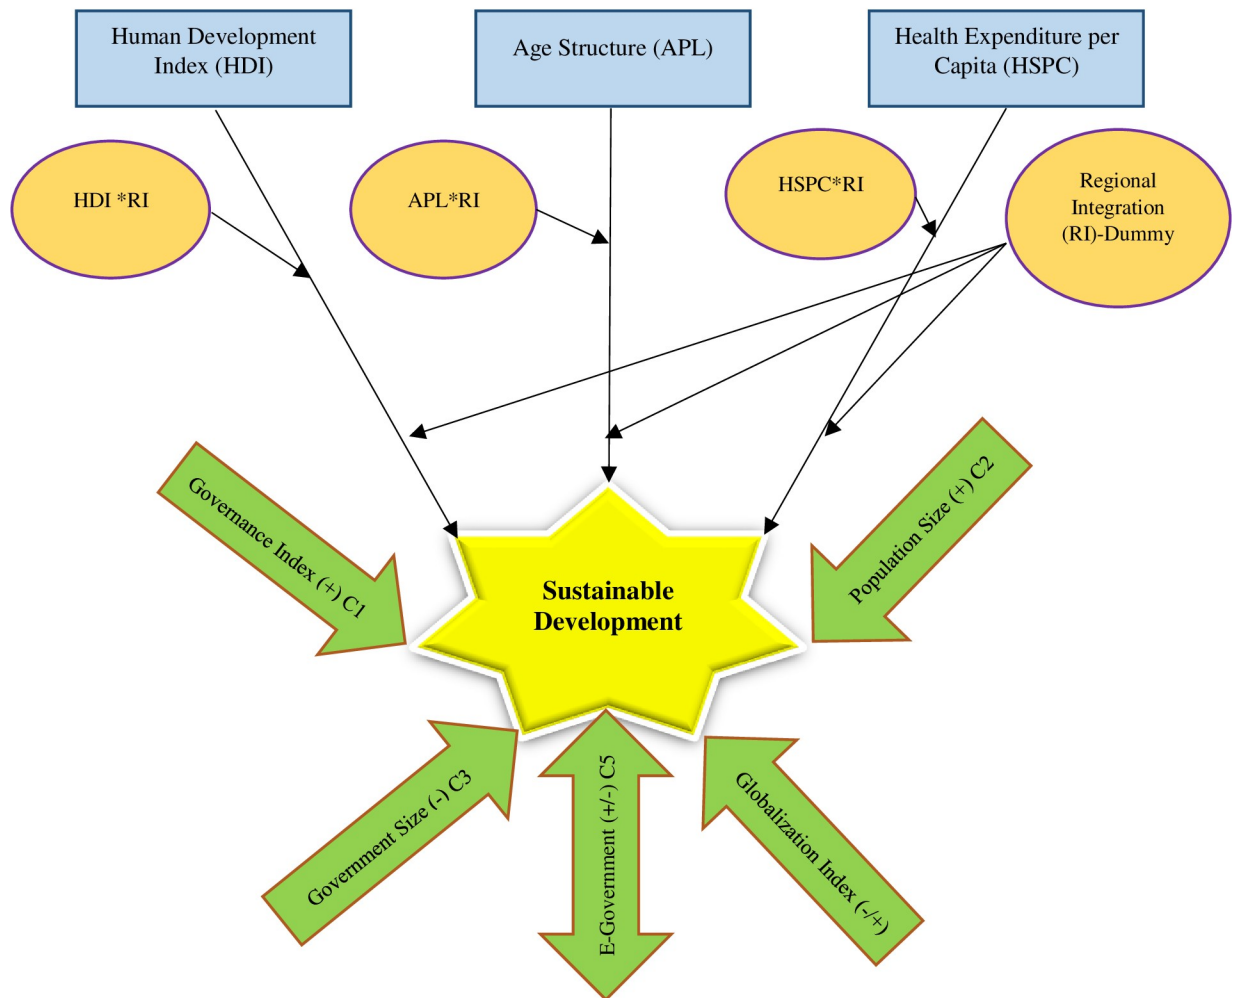 Human Development
Index (HDI)
Age Structure (APL)
Health Expenditure per
Capita (HSPC)
HDI *RI
APL*RI
HSPC*RI
Regional
Integration
(RI)-Dummy
Governance Index (+) C1
Population Size (+) C2
Sustainable
Development
Government Size (-) C3
E-Government (+/-) C5
Globalization Index (-/+)